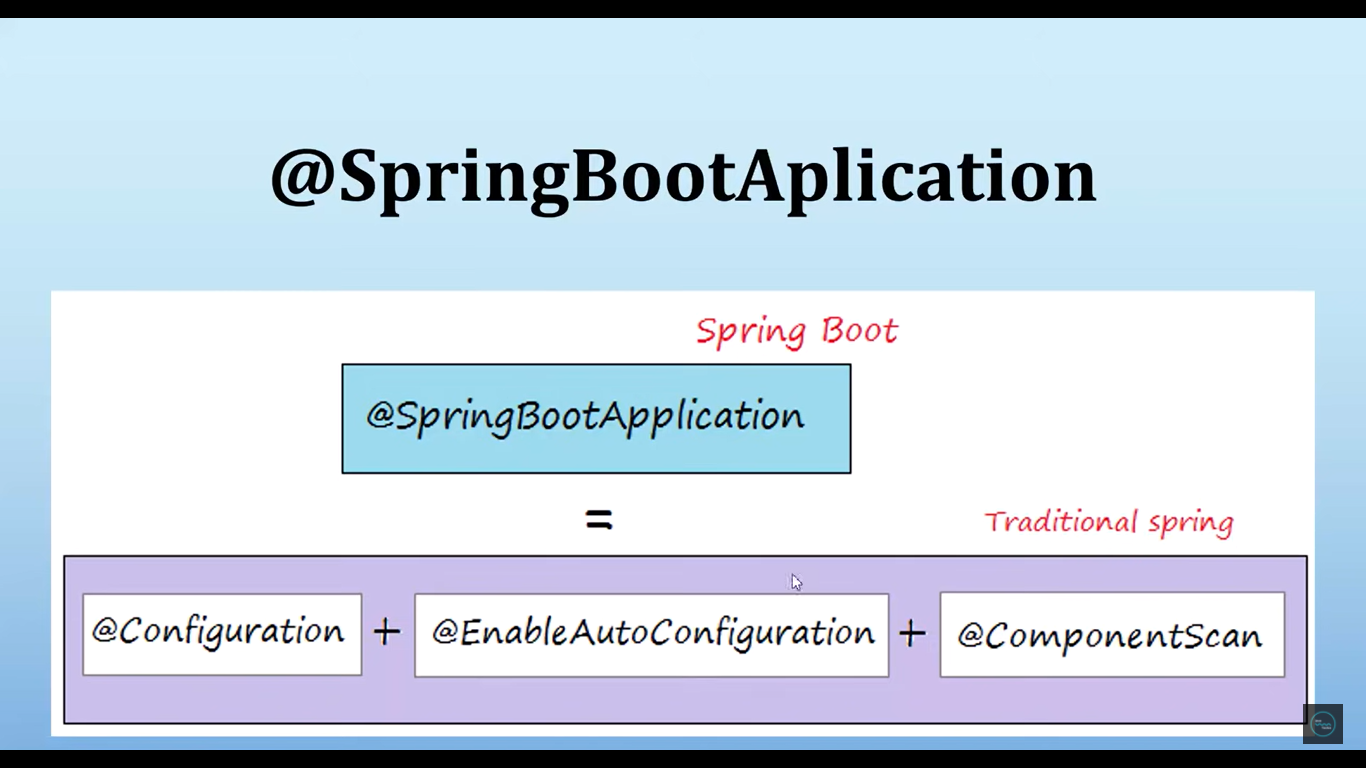 @SpringBootAplication
Spring Boot
@SpringBootApplication
=
Traditional spring
@Configuration + @EnableAutoConfiguration + @ComponentScan